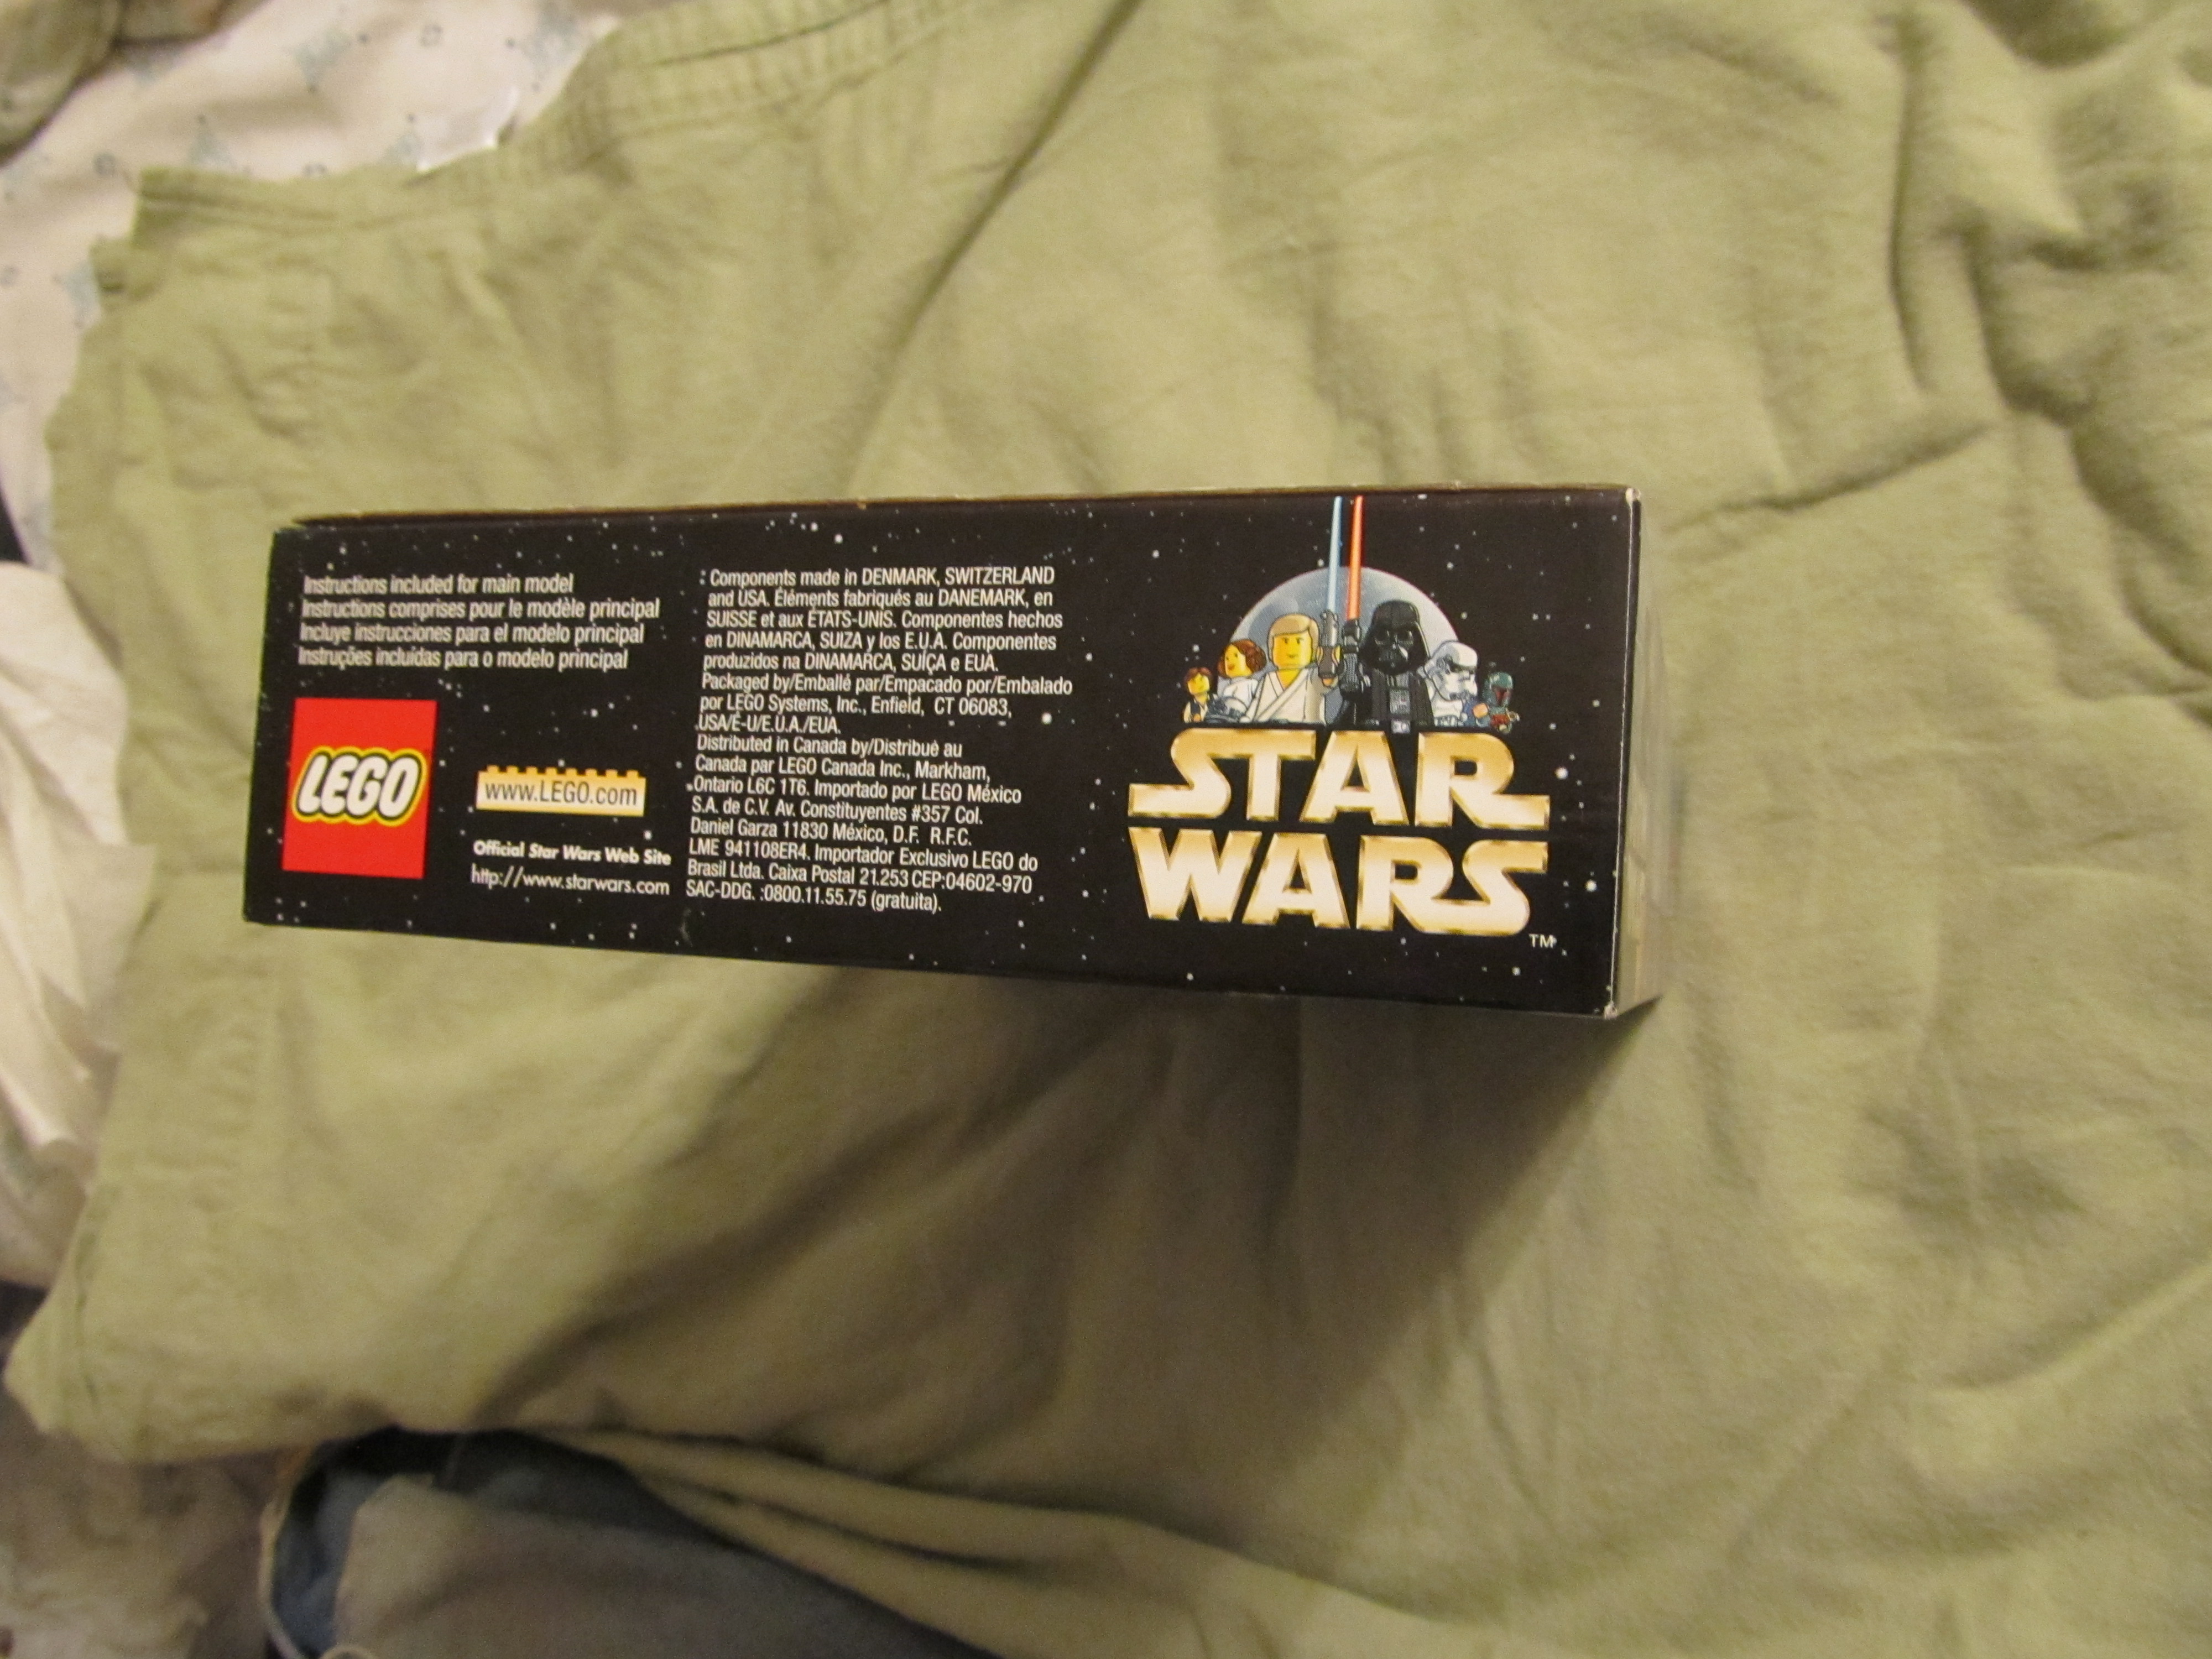 Instructions included for main model
Instructions comprises pour le modèle principal
Incluye instrucciones para el modelo principal
Instruções incluídas para o modelo principal
LEGO
www.LEGO.com
Official Star Wars Web Site
http://www.starwars.com
Components made in DENMARK, SWITZERLAND
and USA. Éléments fabriqués au DANEMARK, en
SUISSE et aux ÉTATS-UNIS. Componentes hechos
en DINAMARCA, SUIZA y los E.U.A. Componentes
produzidos na DINAMARCA, SUÍÇA e EUA.
Packaged by/Emballé par/Empacado por/Embalado
por LEGO Systems, Inc., Enfield, CT 06083,
USA/É-U/E.U.A./EUA.
Distributed in Canada by/Distribué au
Canada par LEGO Canada Inc., Markham,
Ontario L6C 1T6. Importado por LEGO México
S.A. de C.V. Av. Constituyentes #357 Col.
Daniel Garza 11830 México, D.F. R.F.C.
LME 941108ER4. Importador Exclusivo LEGO do
Brasil Ltda. Caixa Postal 21.253 CEP:04602-970
SAC-DDG. :0800.11.55.75 (gratuita).
STAR
WARS
TM